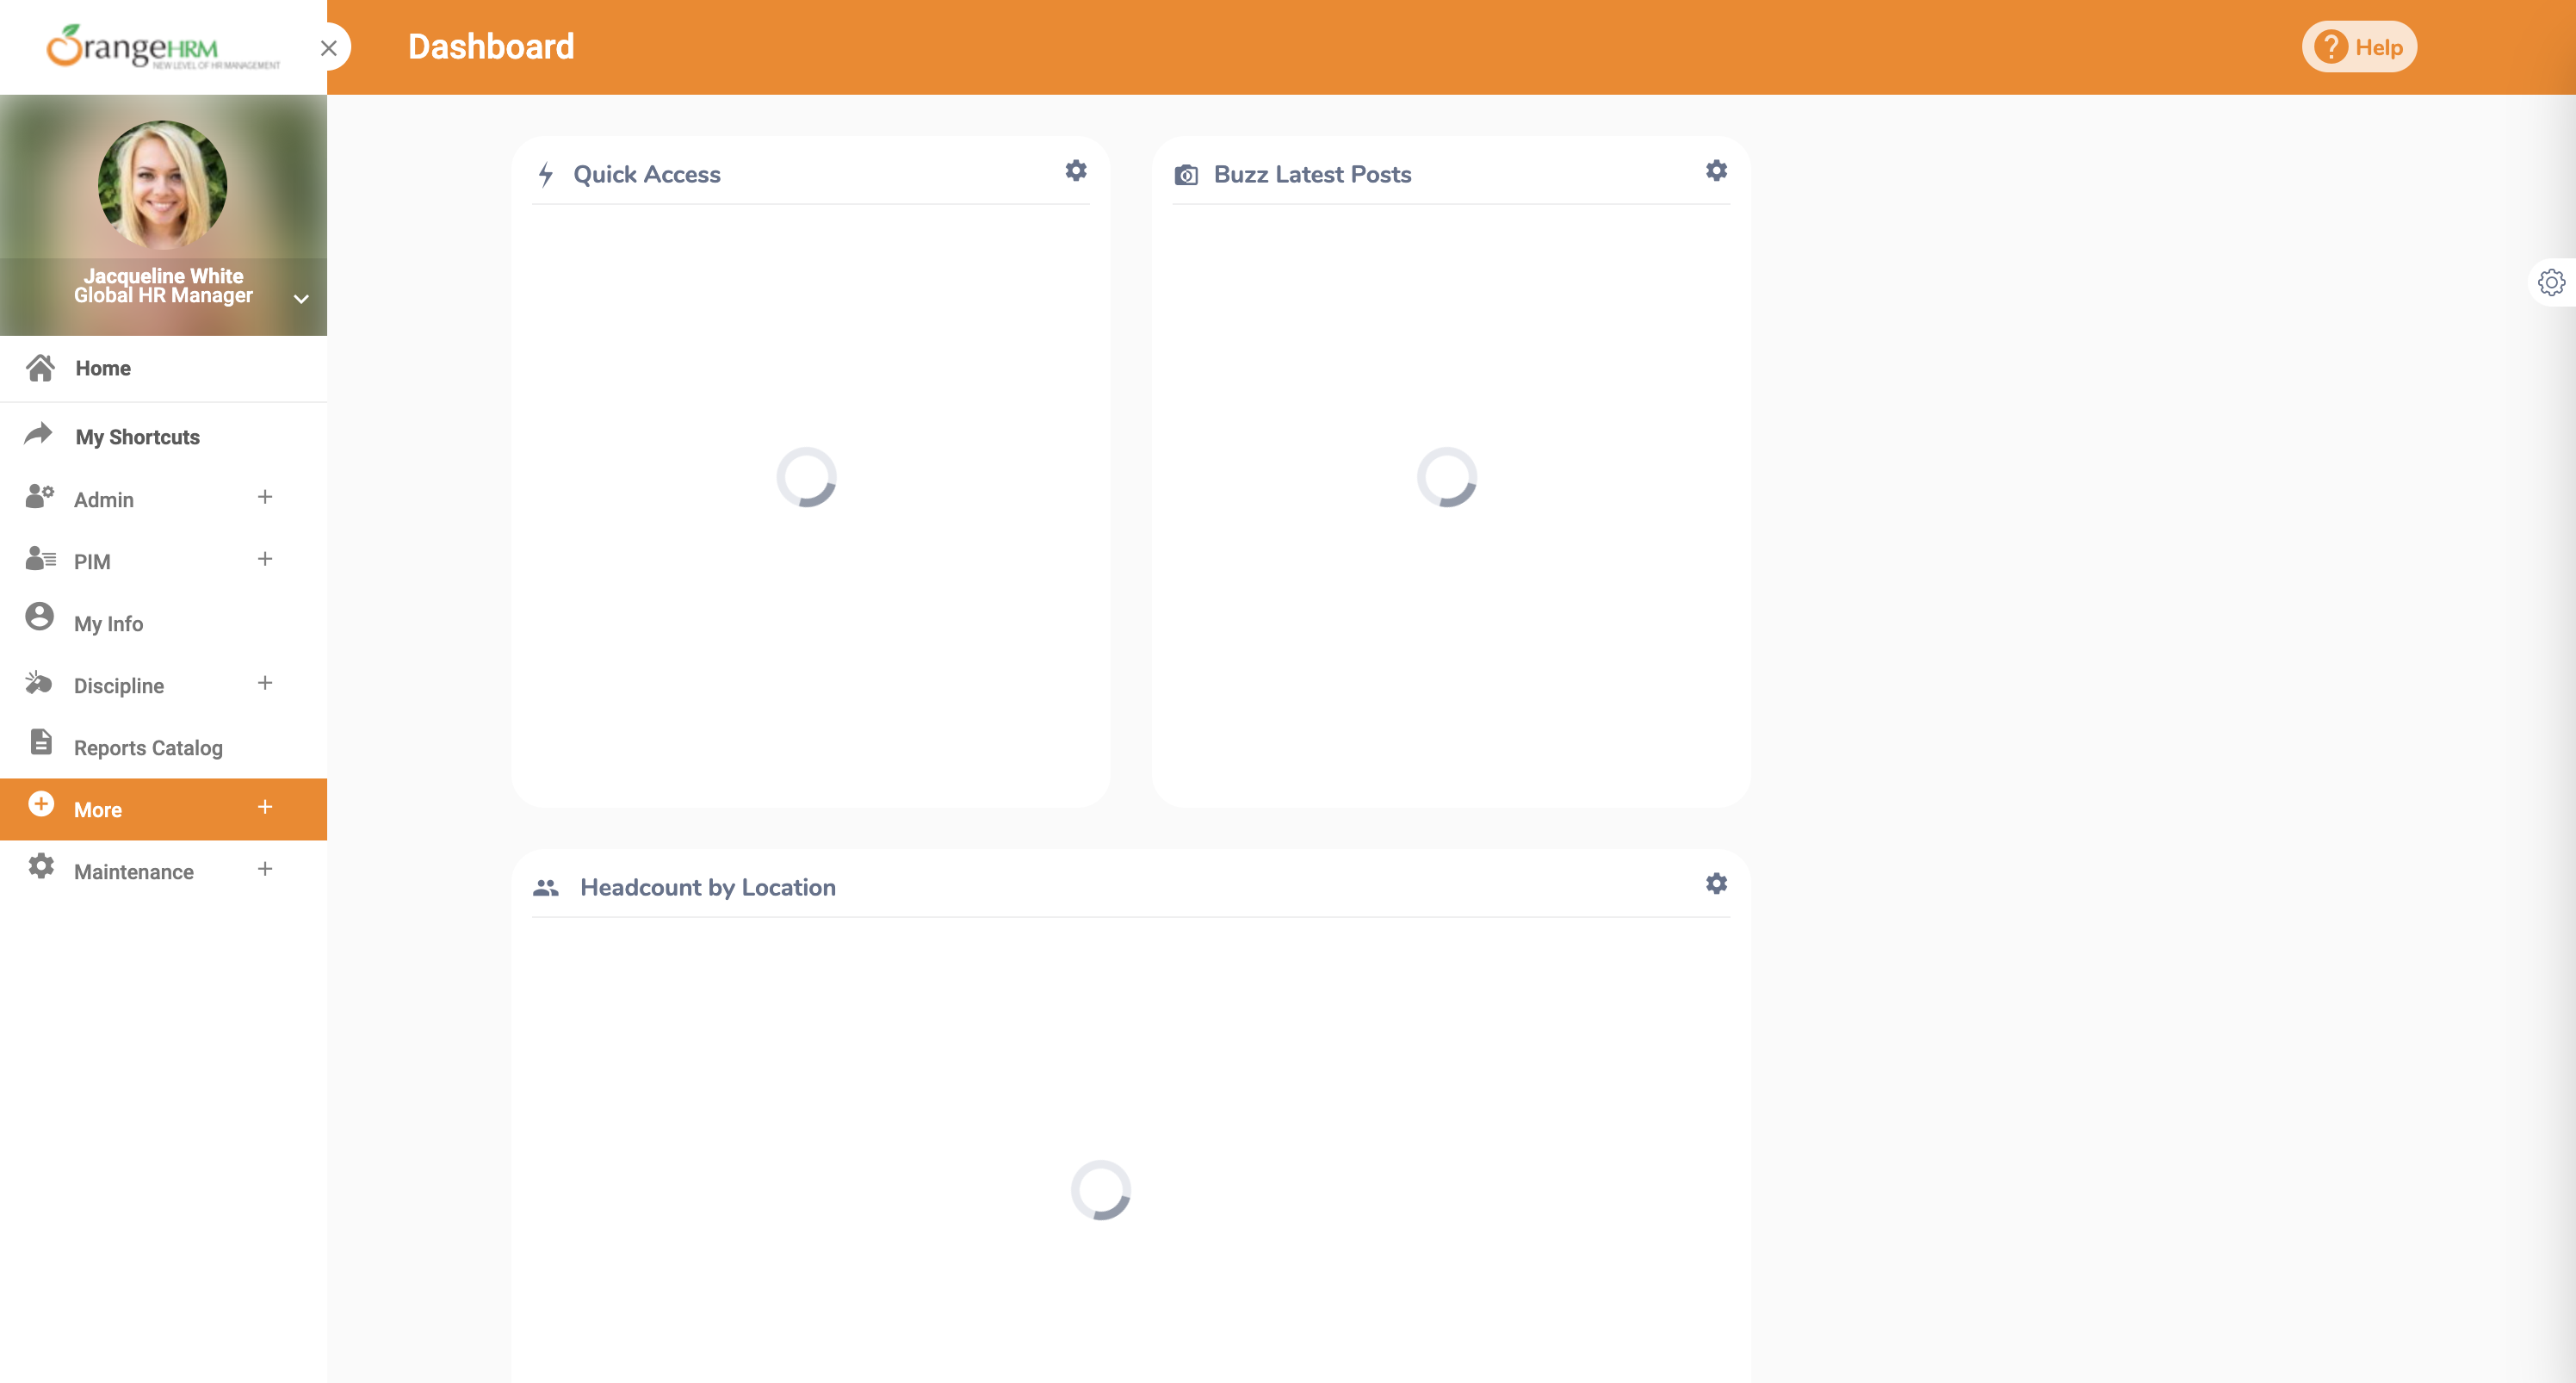 OrangeHRM
NEW LEVEL OF HR MANAGEMENT
Dashboard
Help
Jacqueline White
Global HR Manager
Home
My Shortcuts
Admin
PIM
My Info
Discipline
Reports Catalog
More
Maintenance
Quick Access
Buzz Latest Posts
Headcount by Location